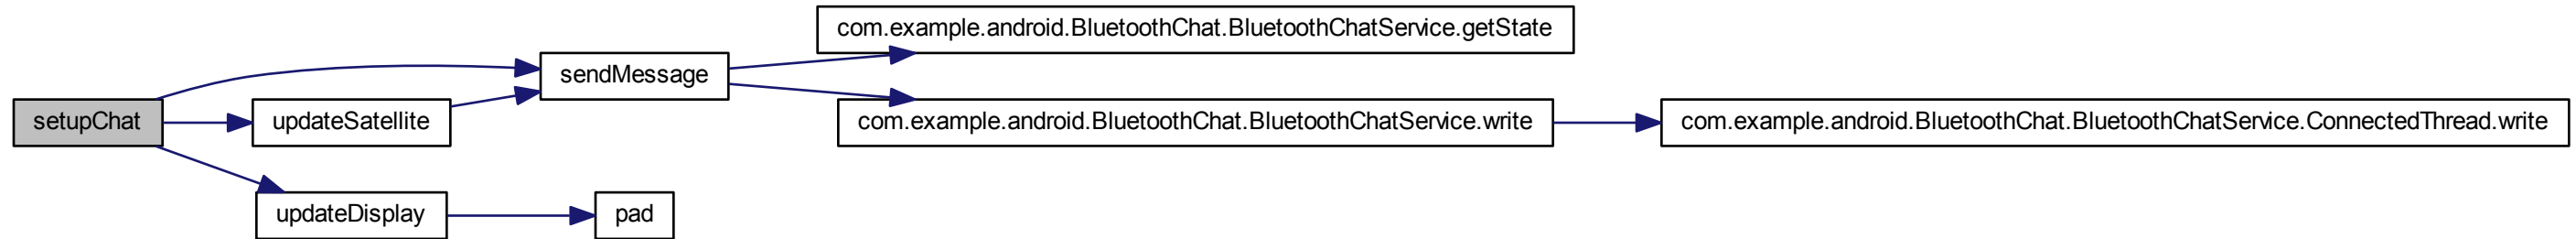 com.example.android.BluetoothChat.BluetoothChatService.getState
sendMessage
setupChat
updateSatellite
com.example.android.BluetoothChat.BluetoothChatService.write
com.example.android.BluetoothChat.BluetoothChatService.ConnectedThread.write
updateDisplay
pad